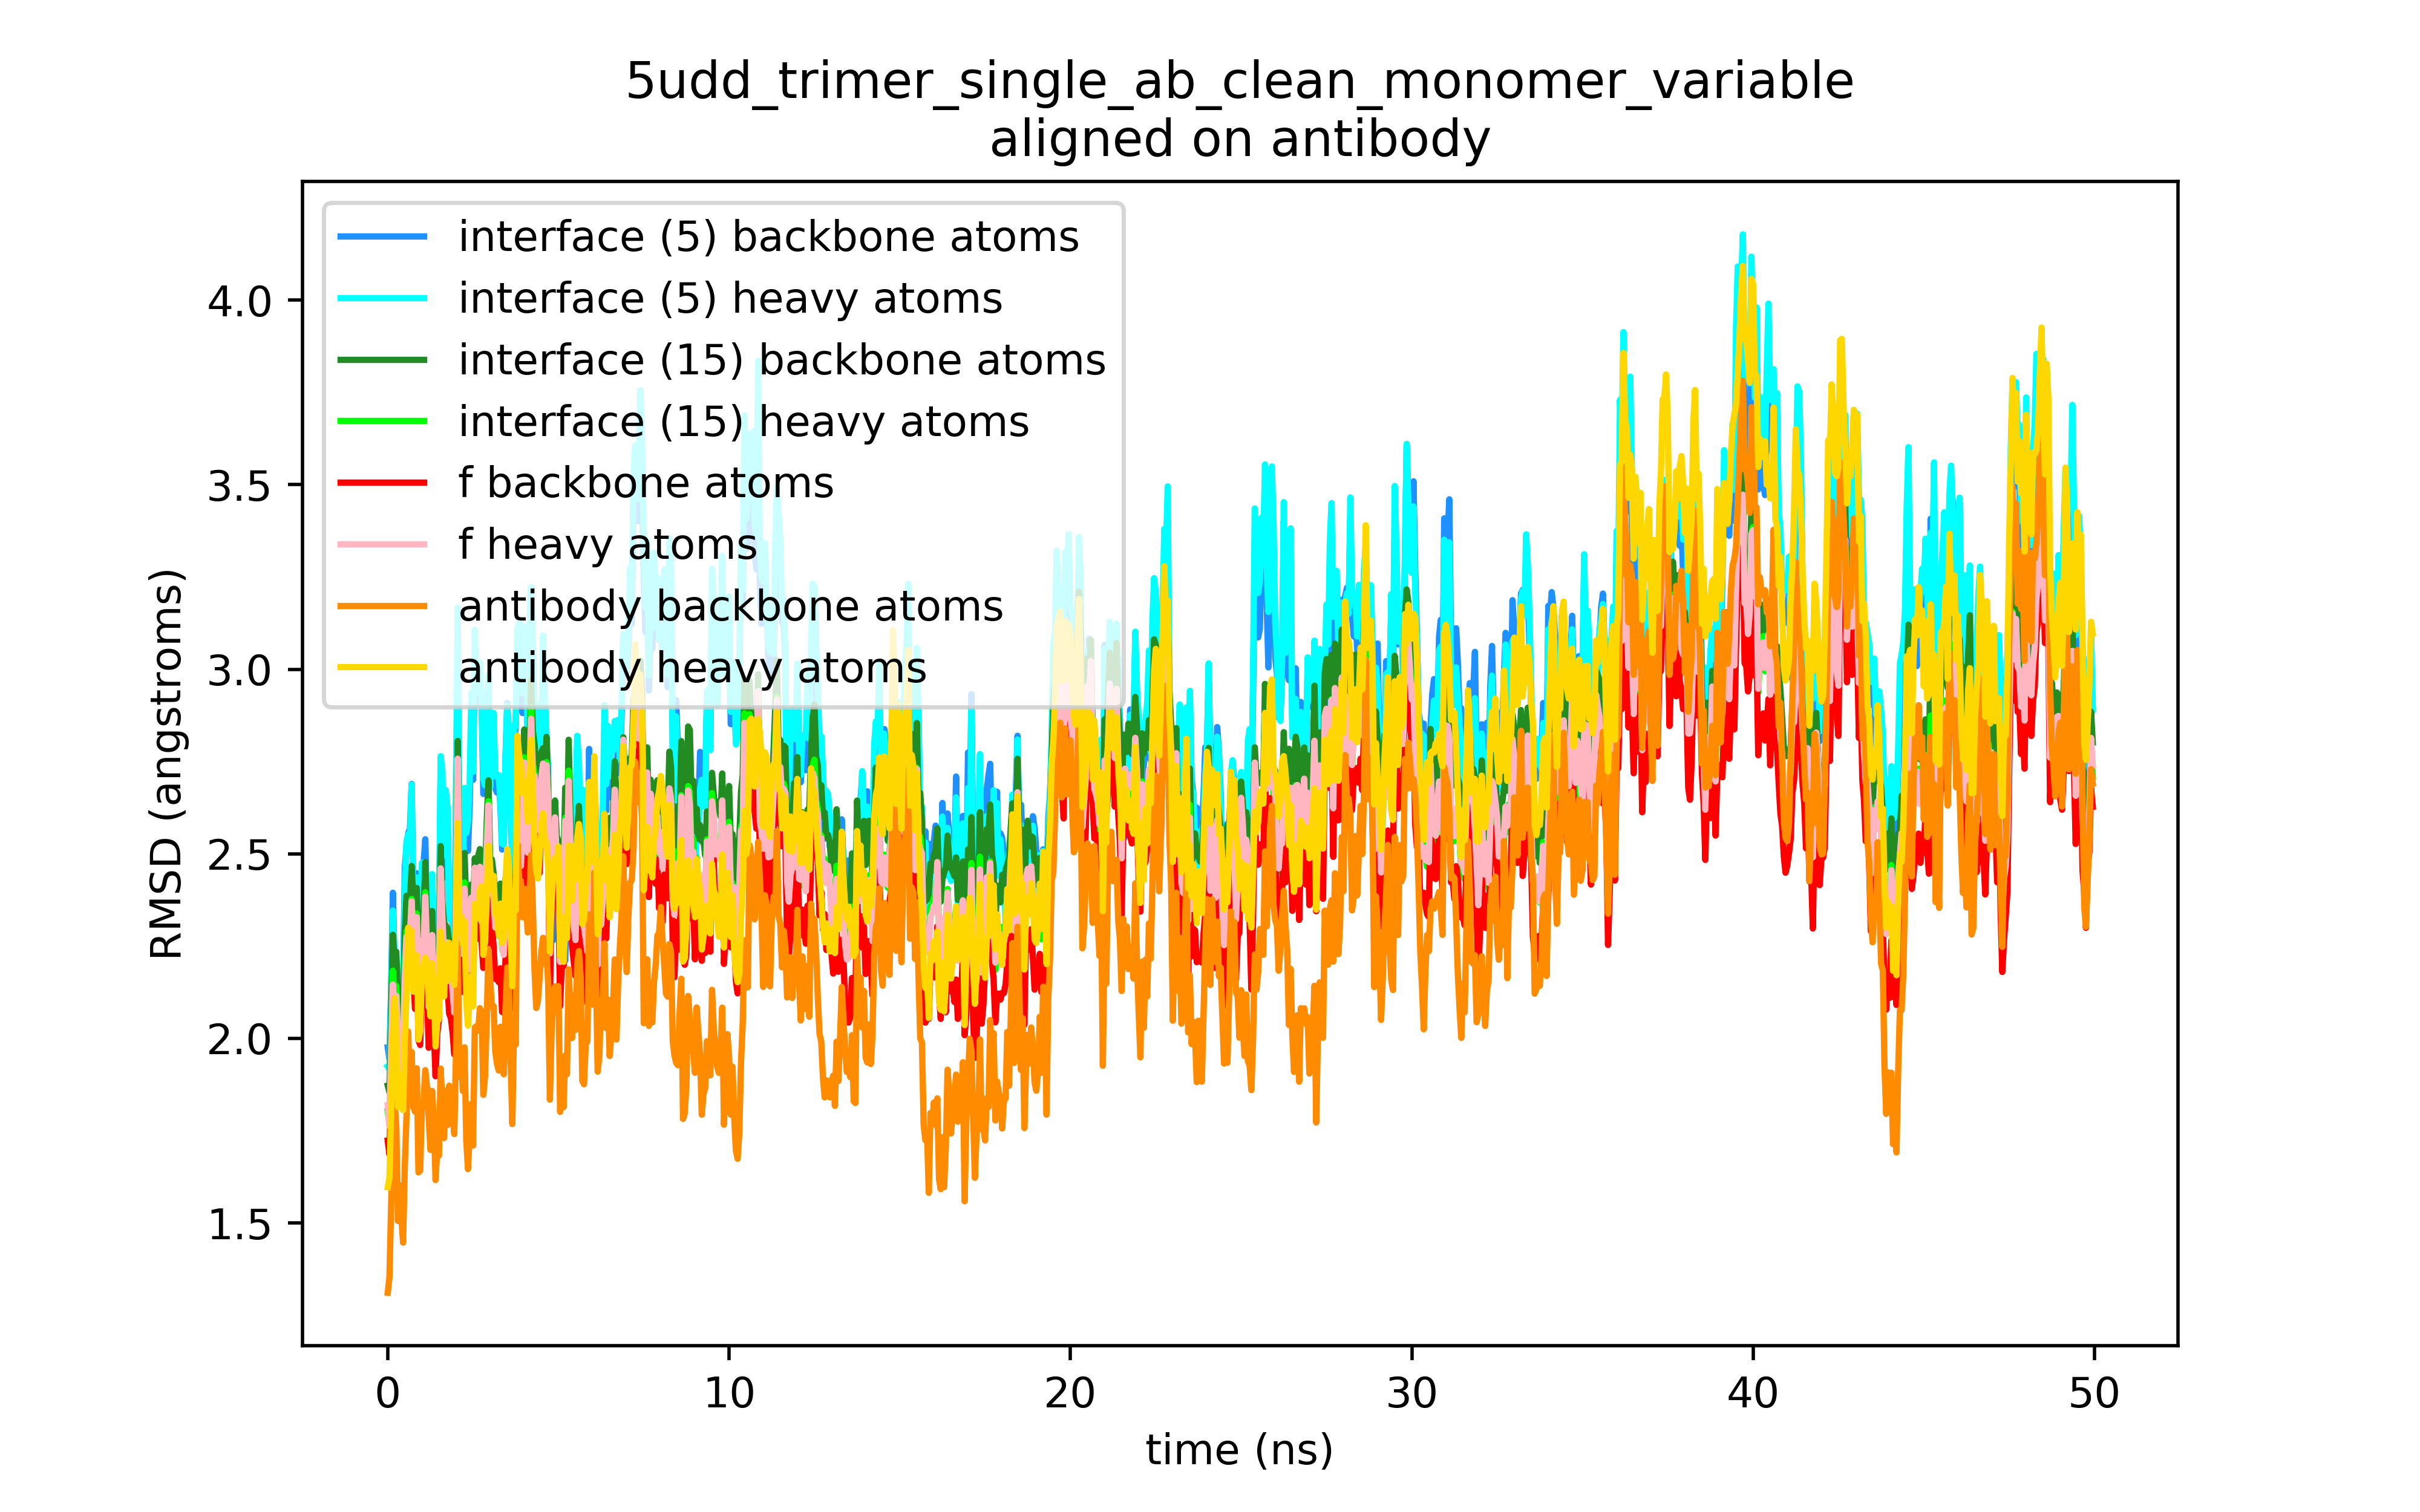 5udd_trimer_single_ab_clean_monomer_variable
aligned on antibody
interface (5) backbone atoms
interface (5) heavy atoms
interface (15) backbone atoms
interface (15) heavy atoms
f backbone atoms
f heavy atoms
antibody backbone atoms
antibody heavy atoms
RMSD (angstroms)
4.0
3.5
3.0
2.5
2.0
1.5
0 10 20 30 40 50
time (ns)